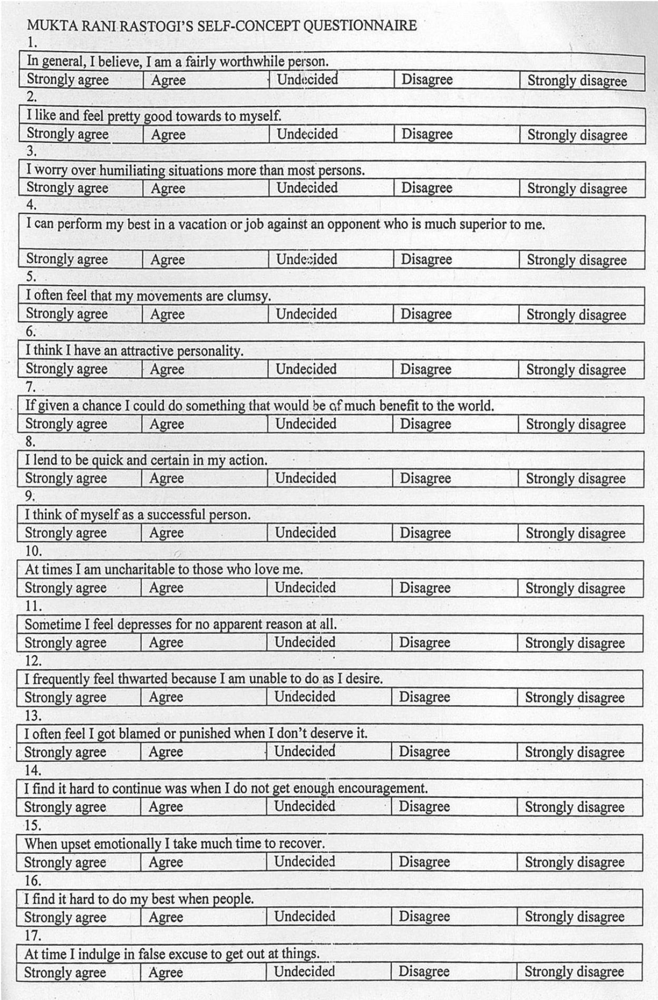 MUKTA RANI RASTOGI'S SELF-CONCEPT QUESTIONNAIRE
1.
In general, I believe, I am a fairly worthwhile person.
Strongly agree Agree Undecided Disagree Strongly disagree
2.
I like and feel pretty good towards to myself.
Strongly agree Agree Undecided Disagree Strongly disagree
3.
I worry over humiliating situations more than most persons.
Strongly agree Agree Undecided Disagree Strongly disagree
4.
I can perform my best in a vacation or job against an opponent who is much superior to me.
Strongly agree Agree Undecided Disagree Strongly disagree
5.
I often feel that my movements are clumsy.
Strongly agree Agree Undecided Disagree Strongly disagree
6.
I think I have an attractive personality.
Strongly agree Agree Undecided Disagree Strongly disagree
7.
If given a chance I could do something that would be of much benefit to the world.
Strongly agree Agree Undecided Disagree Strongly disagree
8.
I lend to be quick and certain in my action.
Strongly agree Agree Undecided Disagree Strongly disagree
9.
I think of myself as a successful person.
Strongly agree Agree Undecided Disagree Strongly disagree
10.
At times I am uncharitable to those who love me.
Strongly agree Agree Undecided Disagree Strongly disagree
11.
Sometime I feel depresses for no apparent reason at all.
Strongly agree Agree Undecided Disagree Strongly disagree
12.
I frequently feel thwarted because I am unable to do as I desire.
Strongly agree Agree Undecided Disagree Strongly disagree
13.
I often feel I got blamed or punished when I don't deserve it.
Strongly agree Agree Undecided Disagree Strongly disagree
14.
I find it hard to continue was when I do not get enough encouragement.
Strongly agree Agree Undecided Disagree Strongly disagree
15.
When upset emotionally I take much time to recover.
Strongly agree Agree Undecided Disagree Strongly disagree
16.
I find it hard to do my best when people.
Strongly agree Agree Undecided Disagree Strongly disagree
17.
At time I indulge in false excuse to get out at things.
Strongly agree Agree Undecided Disagree Strongly disagree